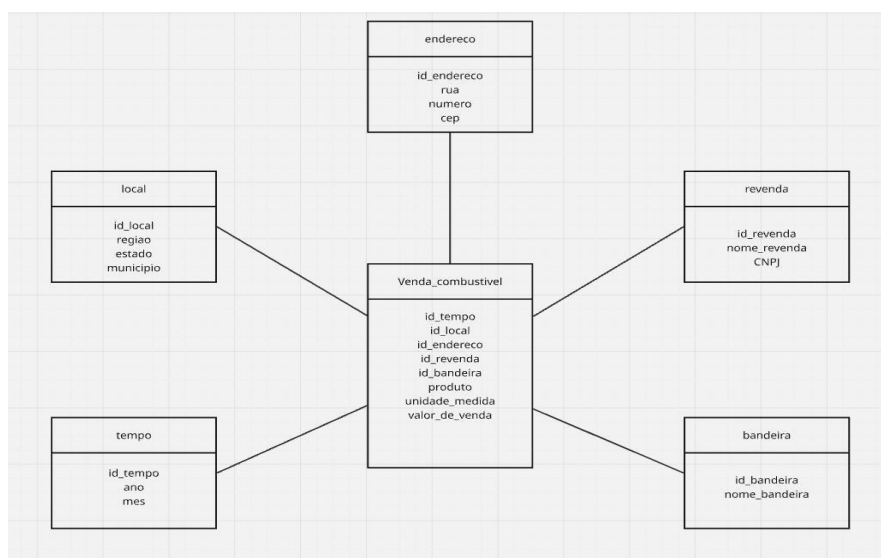 endereco
id_endereco
rua
numero
cep
local
id_local
regiao
estado
municipio
revenda
id_revenda
nome_revenda
CNPJ
Venda_combustivel
id_tempo
id_local
id_endereco
id_revenda
id_bandeira
produto
unidade_medida
valor_de_venda
tempo
id_tempo
ano
mes
bandeira
id_bandeira
nome_bandeira